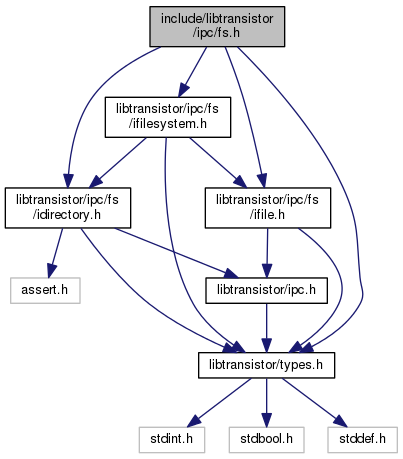 include/libtransistor
/ipc/fs.h
libtransistor/ipc/fs
/ifilesystem.h
libtransistor/ipc/fs
/idirectory.h
libtransistor/ipc/fs
/ifile.h
assert.h
libtransistor/ipc.h
libtransistor/types.h
stdint.h
stdbool.h
stddef.h